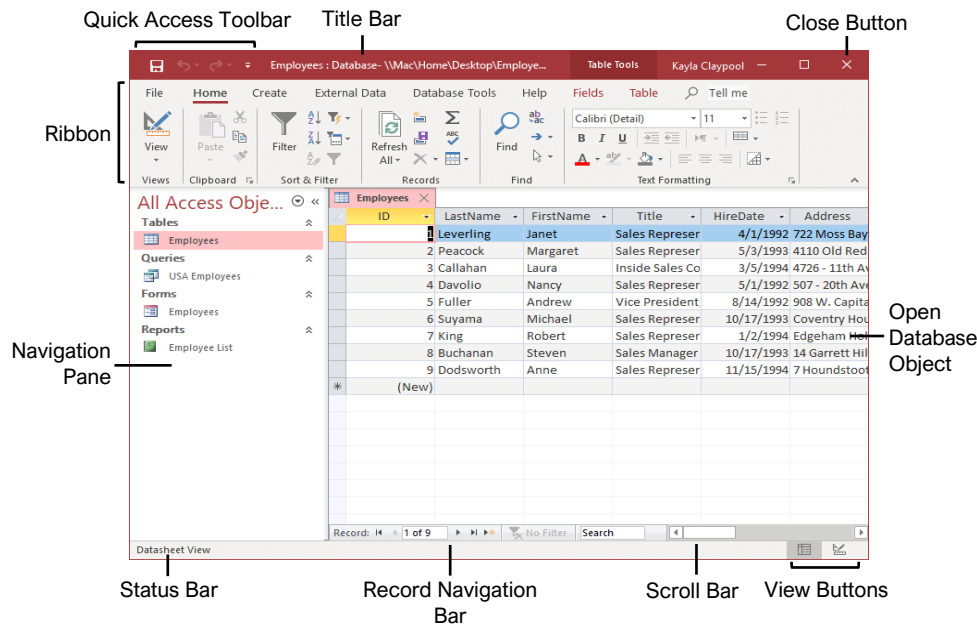 Quick Access Toolbar
Title Bar
Close Button
Employees : Database- \\Mac\Home\Desktop\Employe...
Table Tools
Kayla Claypool
File Home Create External Data Database Tools Help Fields Table Tell me
Ribbon
View
Paste
Filter
Refresh All
Find
Calibri (Detail) 11
B I U
Views Clipboard Sort & Filter Records Find Text Formatting
All Access Obje...
Tables
Employees
Queries
USA Employees
Forms
Employees
Reports
Employee List
Navigation
Pane
Employees
ID LastName FirstName Title HireDate Address
1 Leverling Janet Sales Represer 4/1/1992 722 Moss Bay
2 Peacock Margaret Sales Represer 5/3/1993 4110 Old Red
3 Callahan Laura Inside Sales Co 3/5/1994 4726 - 11th Av
4 Davolio Nancy Sales Represer 5/1/1992 507 - 20th Ave
5 Fuller Andrew Vice President 8/14/1992 908 W. Capita
6 Suyama Michael Sales Represer 10/17/1993 Coventry Hou
7 King Robert Sales Represer 1/2/1994 Edgeham Hol
8 Buchanan Steven Sales Manager 10/17/1993 14 Garrett Hil
9 Dodsworth Anne Sales Represer 11/15/1994 7 Houndstoot
* (New)
Open
Database
Object
Record: 1 of 9 No Filter Search
Datasheet View
Status Bar
Record Navigation
Bar
Scroll Bar
View Buttons